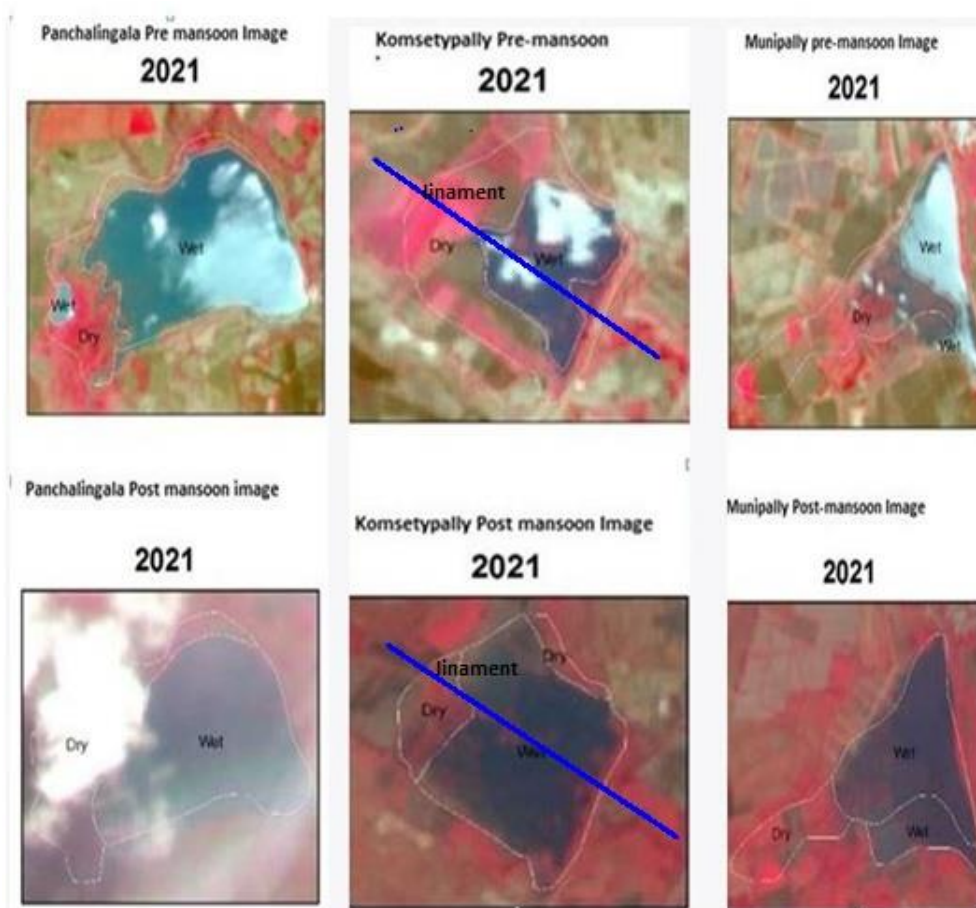 Panchalingala Pre mansoon Image
2021
Wet
Wet
Dry
Komsetypally Pre-mansoon
2021
linament
Dry
Wet
Munipally pre-mansoon Image
2021
Wet
Dry
Wet
Panchalingala Post mansoon image
2021
Dry
Wet
Komsetypally Post mansoon Image
2021
linament
Dry
Dry
Wet
Munipally Post-mansoon Image
2021
Wet
Dry
Wet